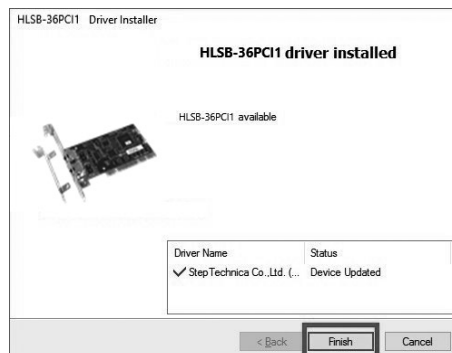 HLSB-36PCI1 Driver Installer
HLSB-36PCI1 driver installed
HLSB-36PCI1 available
Driver Name Status
StepTechnica Co.,Ltd. (... Device Updated
< Back Finish Cancel